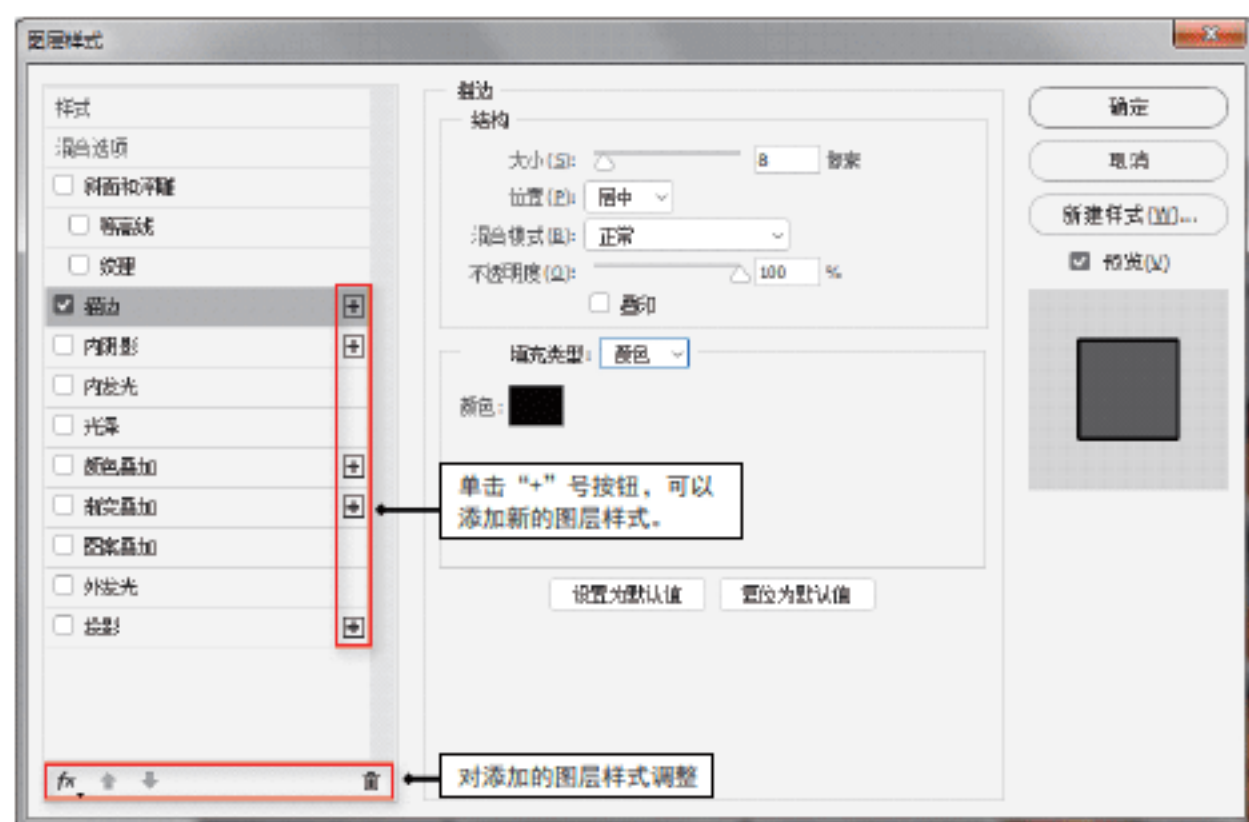 图层样式
样式
混合选项
斜面和浮雕
等高线
纹理
描边
内阴影
内发光
光泽
颜色叠加
渐变叠加
图案叠加
外发光
投影
fx
描边
结构
大小(S): 8 像素
位置(P): 居中
混合模式(B): 正常
不透明度(O): 100 %
叠印
填充类型: 颜色
颜色:
单击“+”号按钮，可以
添加新的图层样式。
设置为默认值 复位为默认值
对添加的图层样式调整
确定
取消
新建样式(W)...
预览(V)